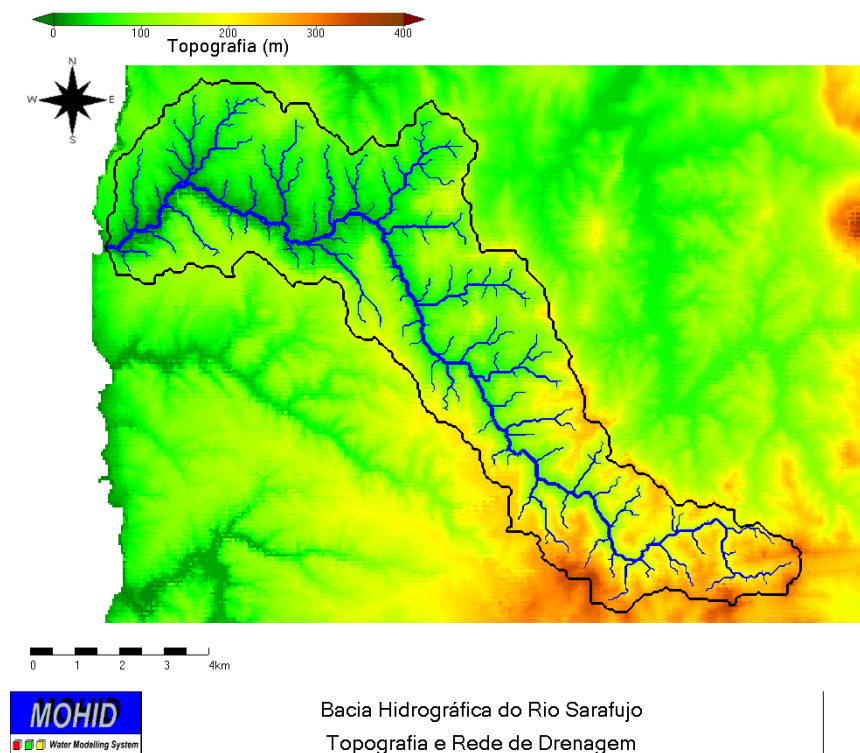 0 100 200 300 400
Topografia (m)
N
W E
S
0 1 2 3 4km
MOHID
Water Modelling System
Bacia Hidrográfica do Rio Sarafujo
Topografia e Rede de Drenagem